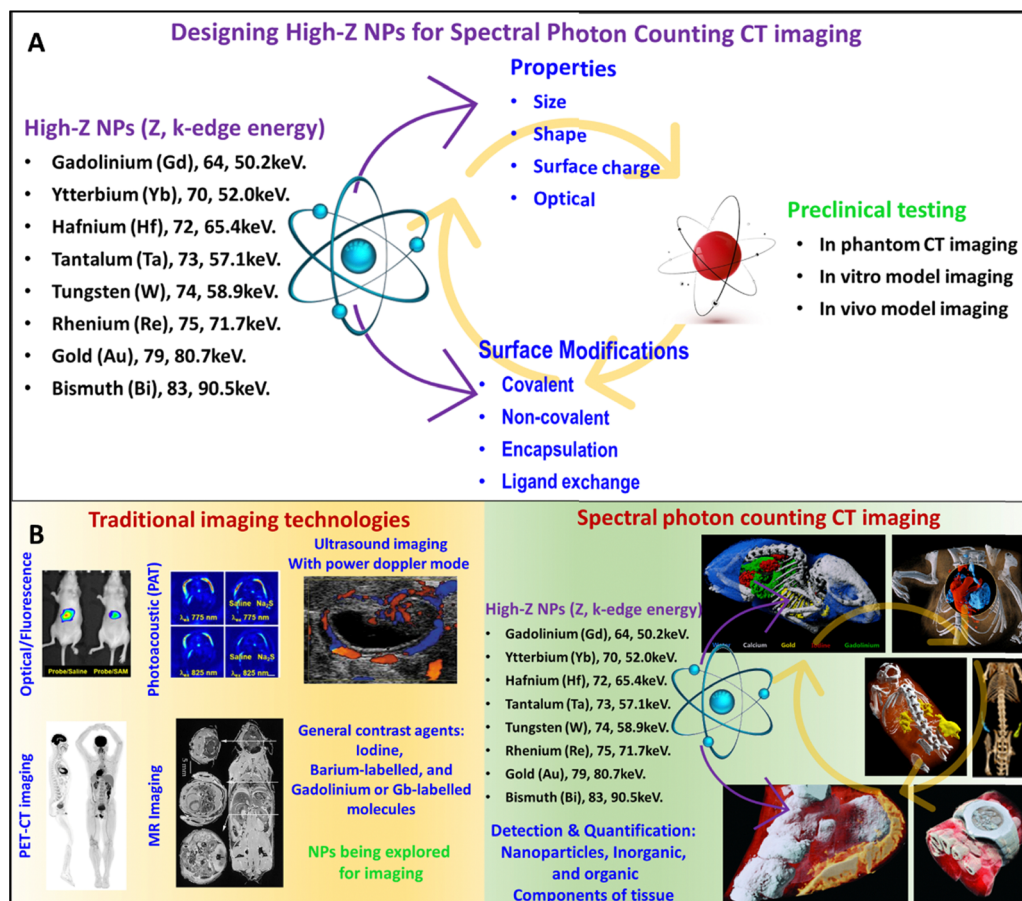 A
Designing High-Z NPs for Spectral Photon Counting CT imaging
High-Z NPs (Z, k-edge energy)
• Gadolinium (Gd), 64, 50.2keV.
• Ytterbium (Yb), 70, 52.0keV.
• Hafnium (Hf), 72, 65.4keV.
• Tantalum (Ta), 73, 57.1keV.
• Tungsten (W), 74, 58.9keV.
• Rhenium (Re), 75, 71.7keV.
• Gold (Au), 79, 80.7keV.
• Bismuth (Bi), 83, 90.5keV.
Properties
• Size
• Shape
• Surface charge
• Optical
Surface Modifications
• Covalent
• Non-covalent
• Encapsulation
• Ligand exchange
Preclinical testing
• In phantom CT imaging
• In vitro model imaging
• In vivo model imaging
B
Traditional imaging technologies
Optical/Fluorescence
Probe/Saline
Probe/SAM
Photoacoustic (PAT)
Saline Na₂S
775 nm
775 nm
Saline Na₂S
825 nm
825 nm
Ultrasound imaging
With power doppler mode
PET-CT imaging
MR Imaging
5 mm
General contrast agents:
Iodine,
Barium-labelled, and
Gadolinium or Gb-labelled
molecules
NPs being explored
for imaging
Spectral photon counting CT imaging
High-Z NPs (Z, k-edge energy)
• Gadolinium (Gd), 64, 50.2keV.
• Ytterbium (Yb), 70, 52.0keV.
• Hafnium (Hf), 72, 65.4keV.
• Tantalum (Ta), 73, 57.1keV.
• Tungsten (W), 74, 58.9keV.
• Rhenium (Re), 75, 71.7keV.
• Gold (Au), 79, 80.7keV.
• Bismuth (Bi), 83, 90.5keV.
Calcium
Gold
Gadolinium
Detection & Quantification:
Nanoparticles, Inorganic,
and organic
Components of tissue